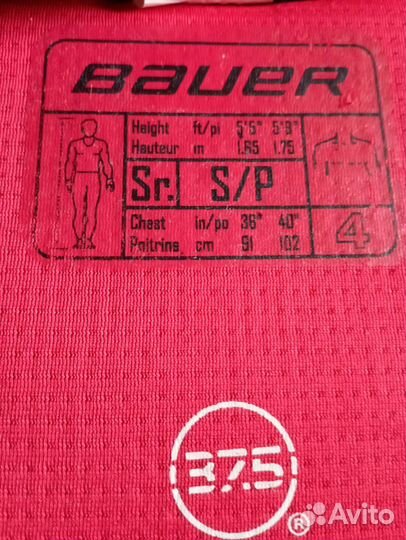 BAUER
Height ft/pi 5'5" 5'9"
Hauteur m 1.65 1.75
Sr. S/P
Chest in/po 36" 40"
Poitrine cm 91 102
4
37.5
®
Avito